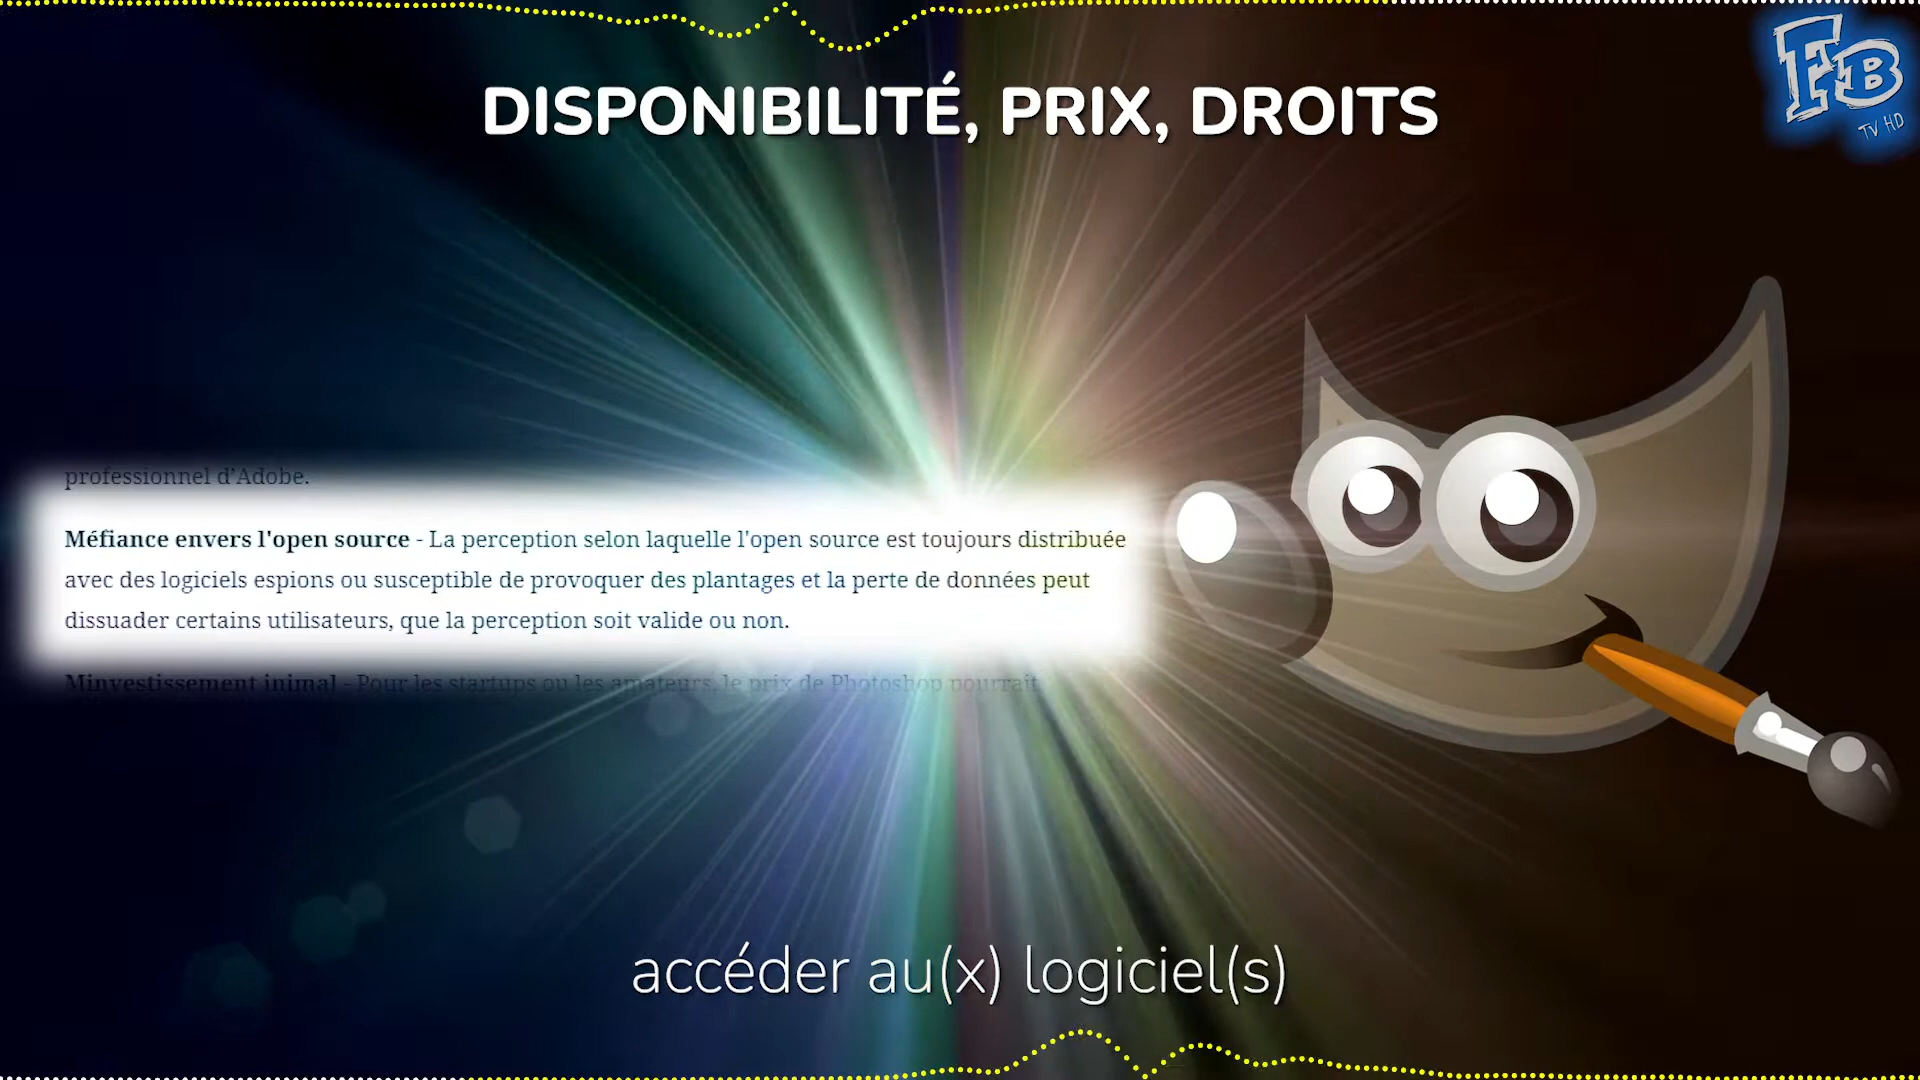 DISPONIBILITÉ, PRIX, DROITS
FB
TV HD
professionnel d’Adobe.
Méfiance envers l'open source - La perception selon laquelle l'open source est toujours distribuée
avec des logiciels espions ou susceptible de provoquer des plantages et la perte de données peut
dissuader certains utilisateurs, que la perception soit valide ou non.
Minvestissement inimal - Pour les startups ou les amateurs, le prix de Photoshop pourrait
accéder au(x) logiciel(s)